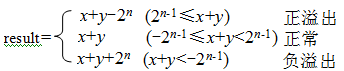 result= { x+y−2ⁿ (2ⁿ⁻¹≤x+y) 正溢出
x+y (−2ⁿ⁻¹≤x+y<2ⁿ⁻¹) 正常
x+y+2ⁿ (x+y<−2ⁿ⁻¹) 负溢出